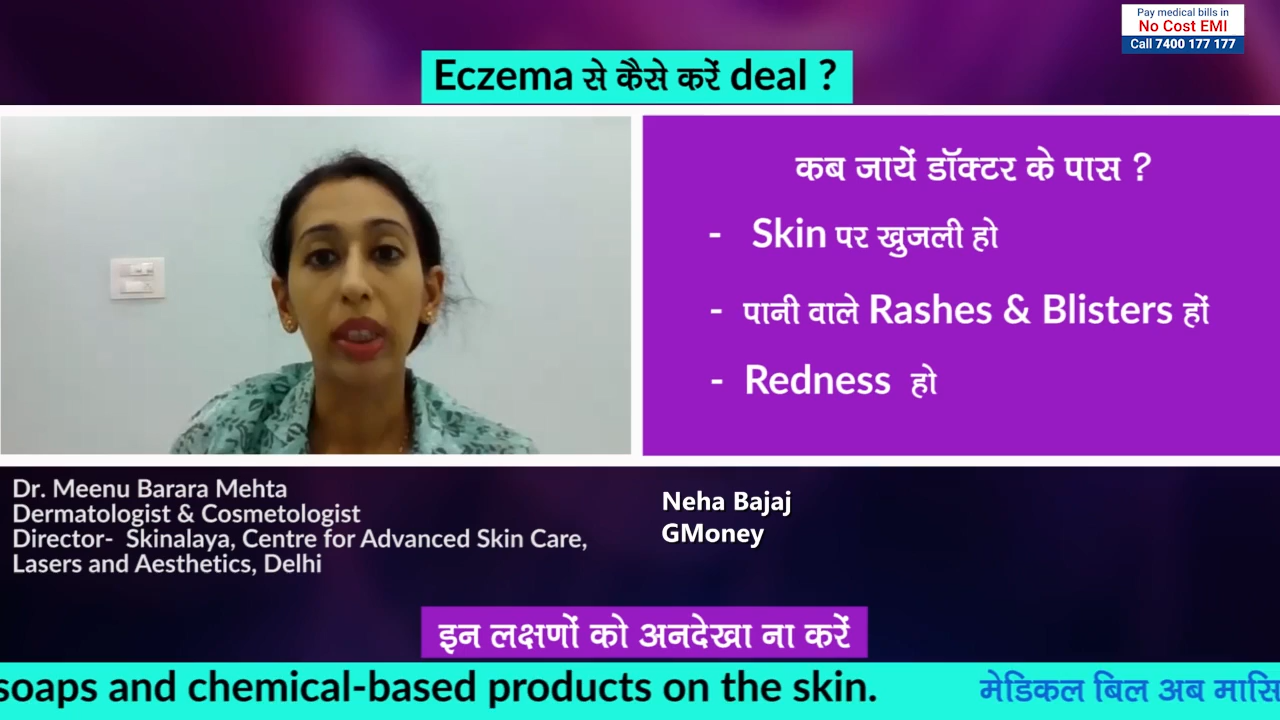 Pay medical bills in
No Cost EMI
Call 7400 177 177
Eczema से कैसे करें deal ?
कब जायें डॉक्टर के पास ?
- Skin पर खुजली हो
- पानी वाले Rashes & Blisters हों
- Redness हो
Dr. Meenu Barara Mehta
Dermatologist & Cosmetologist
Director- Skinalaya, Centre for Advanced Skin Care,
Lasers and Aesthetics, Delhi
Neha Bajaj
GMoney
इन लक्षणों को अनदेखा ना करें
soaps and chemical-based products on the skin.
मेडिकल बिल अब